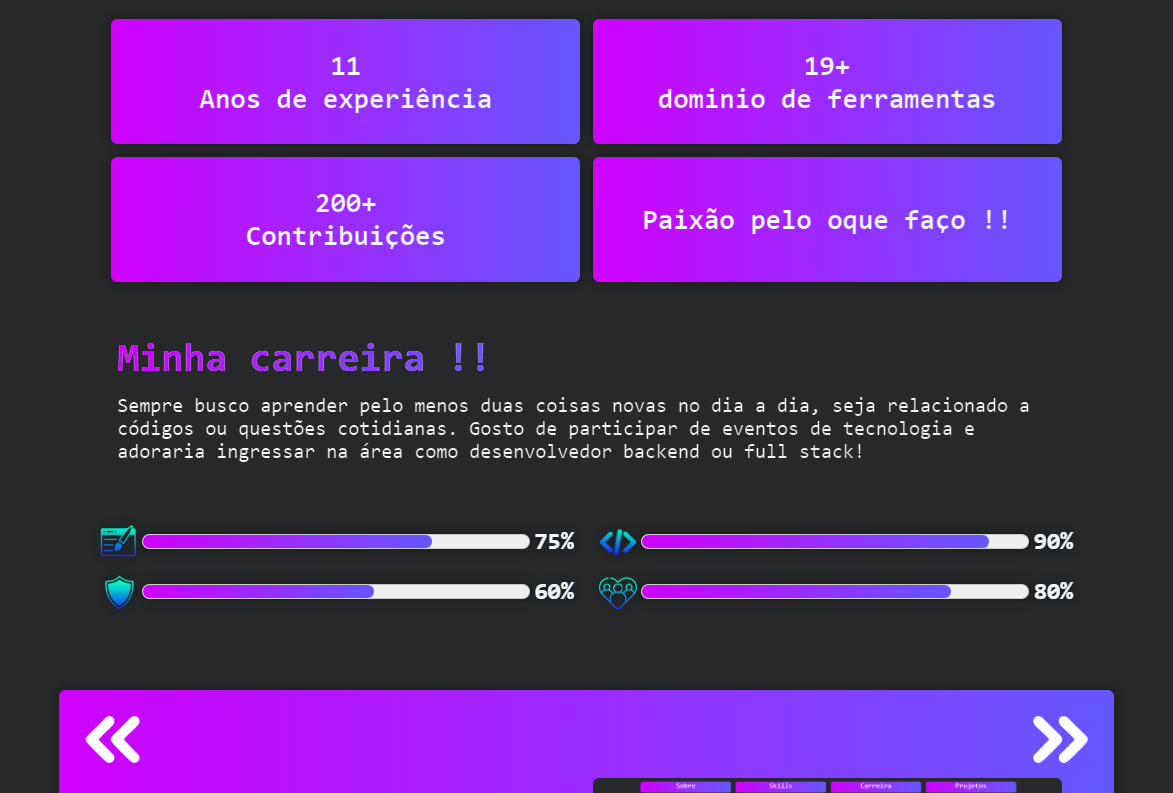 11
Anos de experiência
19+
dominio de ferramentas
200+
Contribuições
Paixão pelo oque faço !!
Minha carreira !!
Sempre busco aprender pelo menos duas coisas novas no dia a dia, seja relacionado a
códigos ou questões cotidianas. Gosto de participar de eventos de tecnologia e
adoraria ingressar na área como desenvolvedor backend ou full stack!
75%
90%
60%
80%
Sobre
Skills
Carreira
Projetos